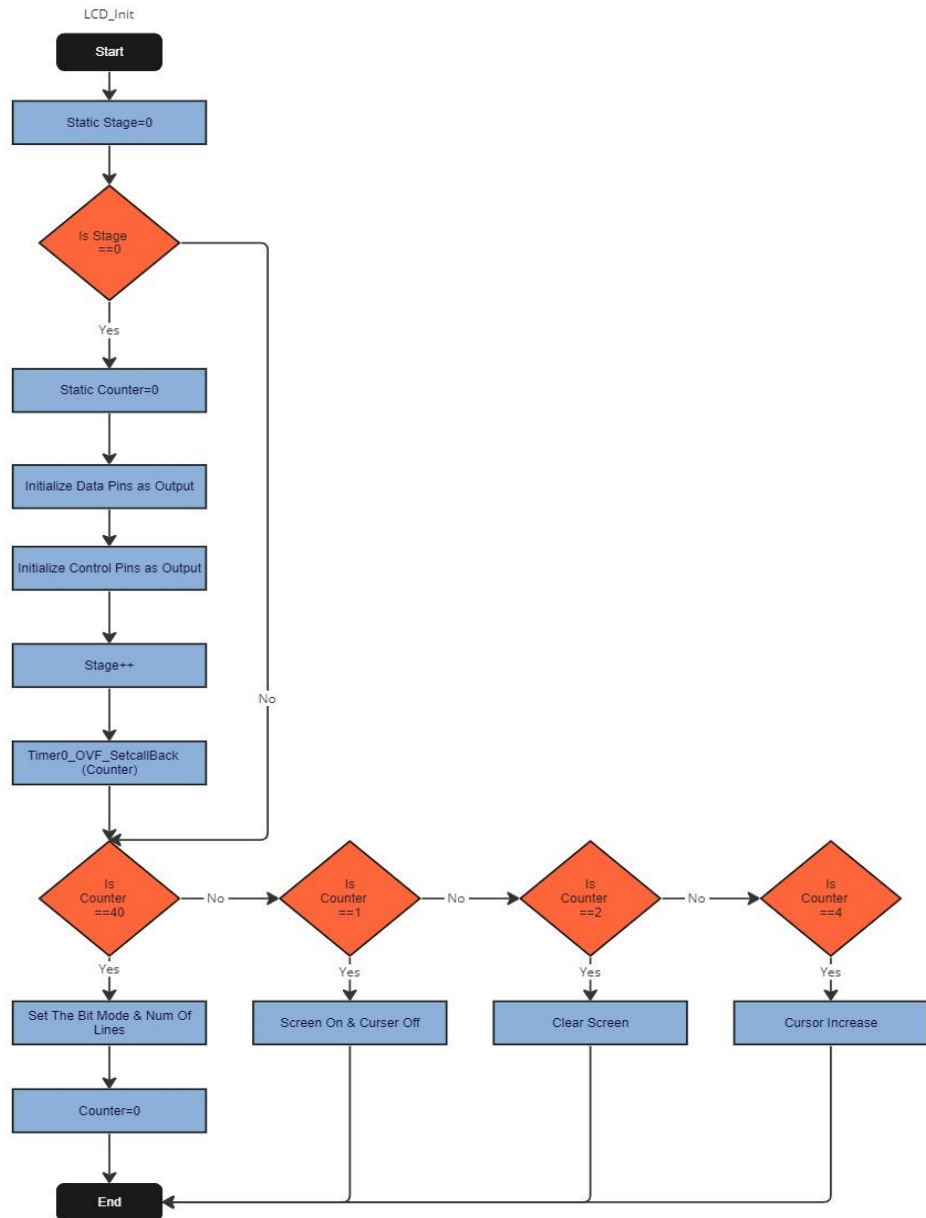 LCD_Init
Start
Static Stage=0
Is Stage
==0
Yes
Static Counter=0
Initialize Data Pins as Output
Initialize Control Pins as Output
Stage++
No
Timer0_OVF_SetcallBack
(Counter)
Is
Counter
==40
No
Is
Counter
==1
No
Is
Counter
==2
No
Is
Counter
==4
Yes
Yes
Yes
Yes
Set The Bit Mode & Num Of
Lines
Screen On & Curser Off
Clear Screen
Cursor Increase
Counter=0
End